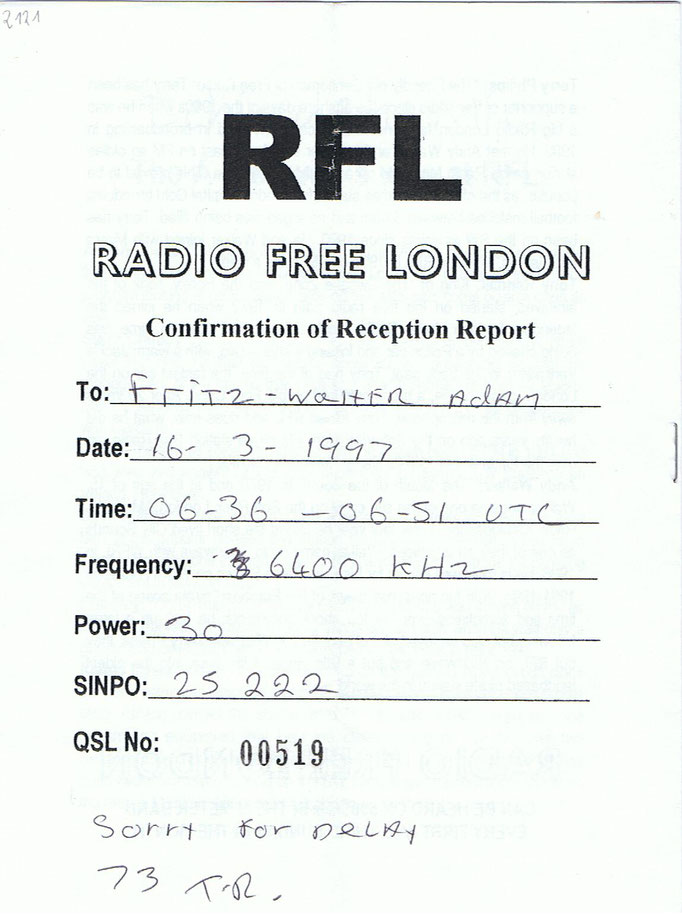 2121
RFL
RADIO FREE LONDON
Confirmation of Reception Report
To: FRITZ-WALTER ADAM
Date: 16-3-1997
Time: 06-36 - 06-51 UTC
Frequency: 6400 KHz
Power: 30
SINPO: 25 222
QSL No: 00519
Sorry for DELAY
73 T.R.